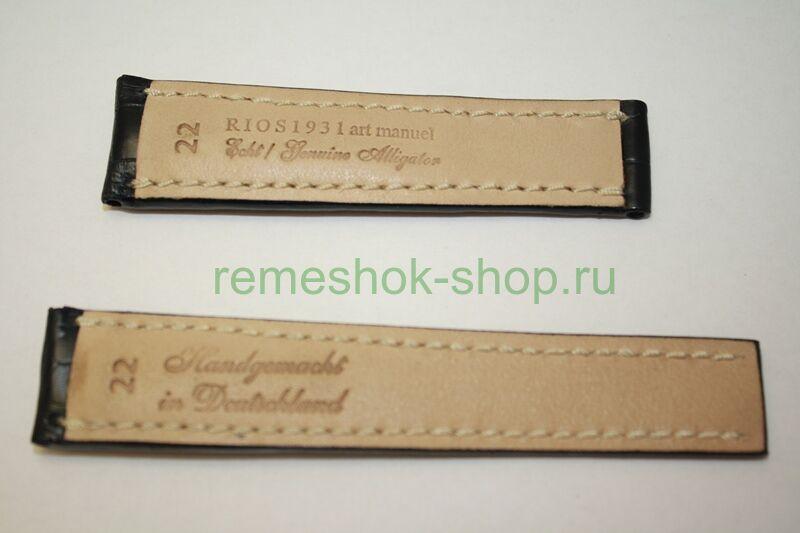 22
RIOS1931 art manuel
Echt / Genuine Alligator
remeshok-shop.ru
22
Handgemacht
in Deutschland